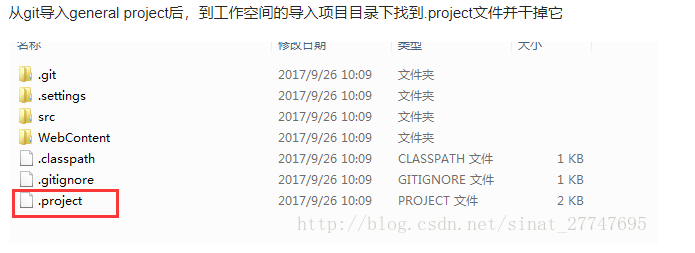 从git导入general project后，到工作空间的导入项目目录下找到.project文件并干掉它
名称 修改日期 类型 大小
.git 2017/9/26 10:09 文件夹
.settings 2017/9/26 10:09 文件夹
src 2017/9/26 10:09 文件夹
WebContent 2017/9/26 10:09 文件夹
.classpath 2017/9/26 10:09 CLASSPATH 文件 1 KB
.gitignore 2017/9/26 10:09 GITIGNORE 文件 1 KB
.project 2017/9/26 10:09 PROJECT 文件 2 KB
http://blog.csdn.net/sinat_27747695